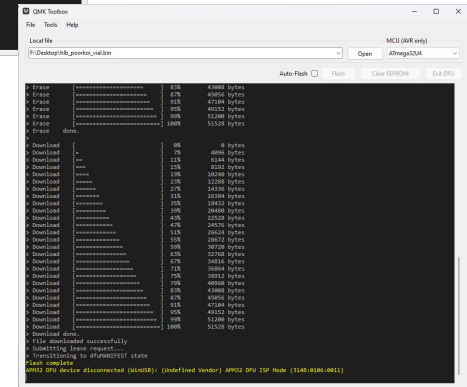 QMK Toolbox
File Tools Help
Local file
MCU (AVR only)
F:\Desktop\hlb_poorkoi_vial.bin
Open
ATmega32U4
Auto-Flash
Flash
Clear EEPROM
Exit DFU
> Erase [===================== ] 83% 43008 bytes
> Erase [====================== ] 87% 45056 bytes
> Erase [====================== ] 91% 47104 bytes
> Erase [======================= ] 95% 49152 bytes
> Erase [======================== ] 99% 51200 bytes
> Erase [=========================] 100% 51528 bytes
> Erase done.
>
> Download [ ] 0% 0 bytes
> Download [= ] 7% 4096 bytes
> Download [== ] 11% 6144 bytes
> Download [=== ] 15% 8192 bytes
> Download [==== ] 19% 10240 bytes
> Download [===== ] 23% 12288 bytes
> Download [====== ] 27% 14336 bytes
> Download [======= ] 31% 16384 bytes
> Download [======== ] 35% 18432 bytes
> Download [========= ] 39% 20480 bytes
> Download [========== ] 43% 22528 bytes
> Download [=========== ] 47% 24576 bytes
> Download [============ ] 51% 26624 bytes
> Download [============= ] 55% 28672 bytes
> Download [============== ] 59% 30720 bytes
> Download [=============== ] 63% 32768 bytes
> Download [================ ] 67% 34816 bytes
> Download [================= ] 71% 36864 bytes
> Download [=================== ] 75% 38912 bytes
> Download [=================== ] 79% 40960 bytes
> Download [==================== ] 83% 43008 bytes
> Download [===================== ] 87% 45056 bytes
> Download [====================== ] 91% 47104 bytes
> Download [======================= ] 95% 49152 bytes
> Download [======================== ] 99% 51200 bytes
> Download [=========================] 100% 51528 bytes
> Download done.
> File downloaded successfully
> Submitting leave request...
> Transitioning to dfuMANIFEST state
Flash complete
APM32 DFU device disconnected (WinUSB): (Undefined Vendor) APM32 DFU ISP Mode (314B:0106:0011)